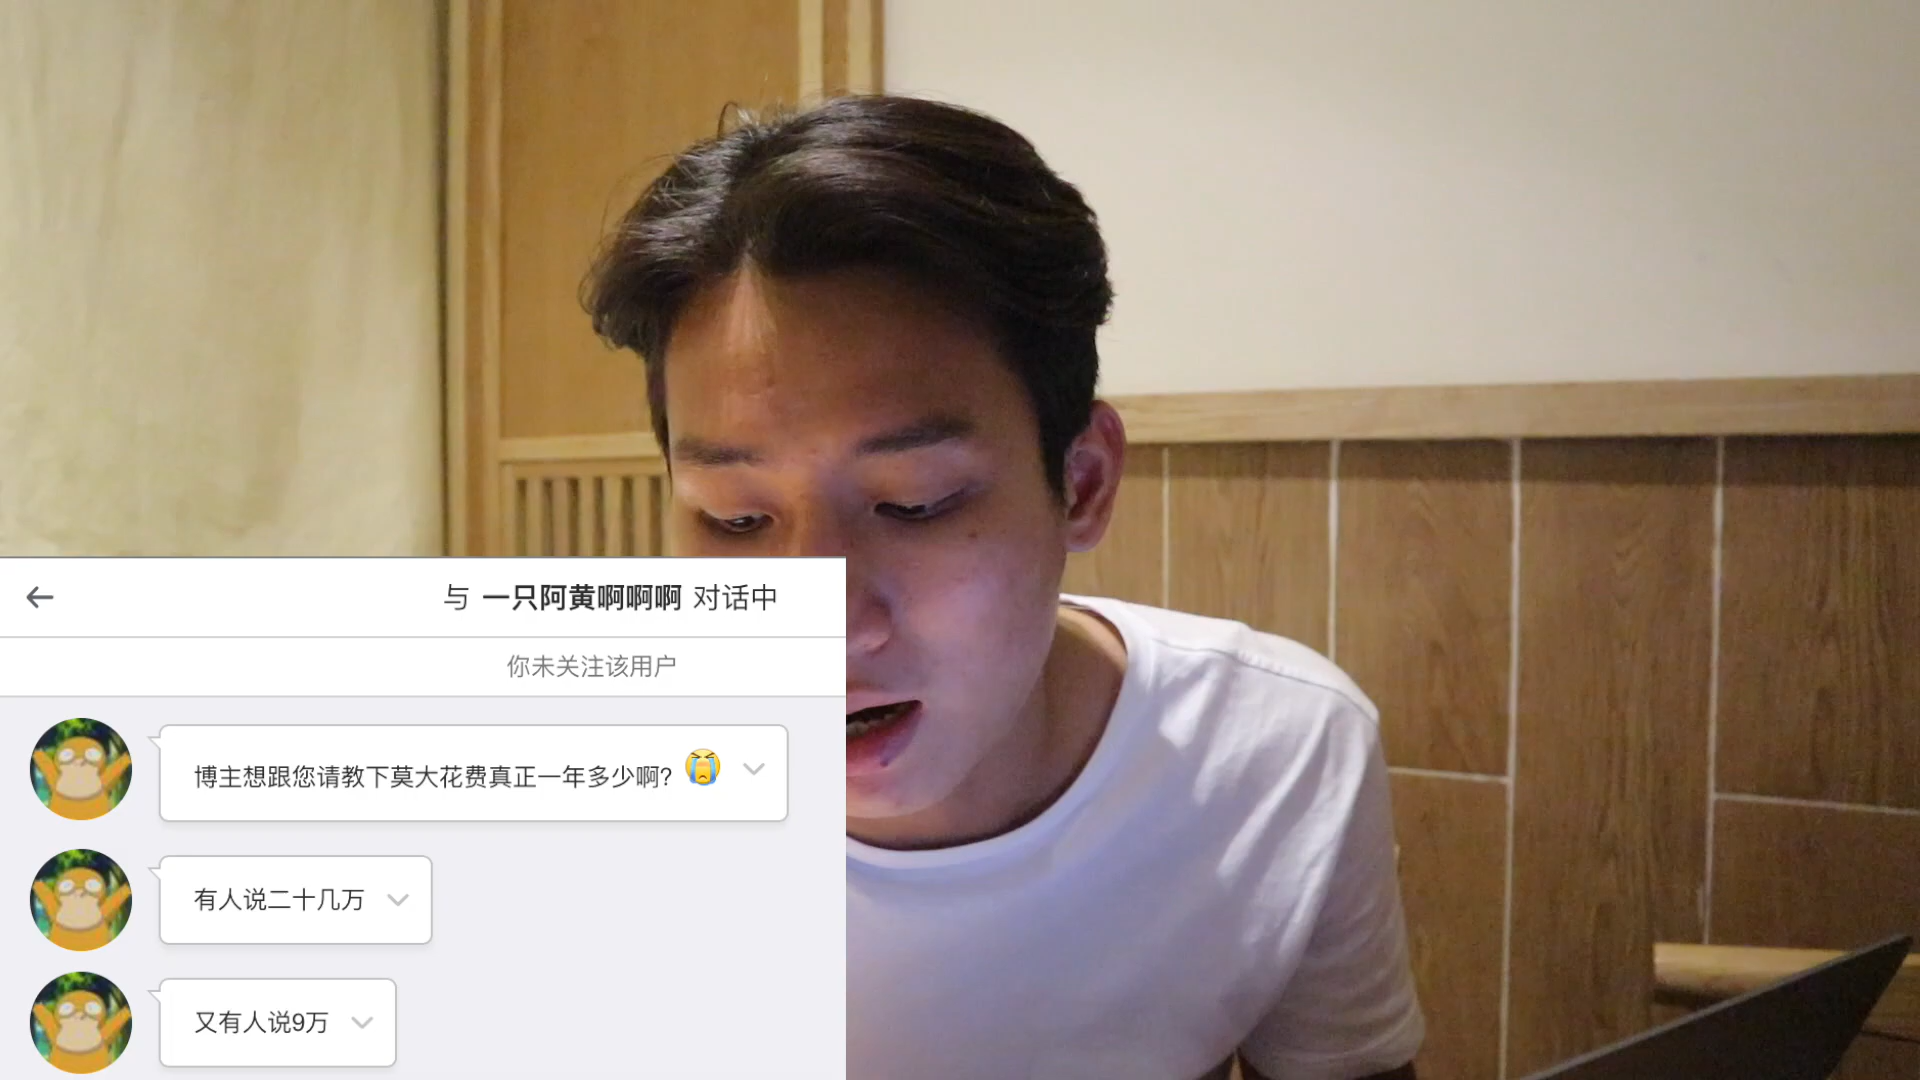 与 一只阿黄啊啊啊 对话中
你未关注该用户
博主想跟您请教下莫大花费真正一年多少啊?😭
有人说二十几万
又有人说9万